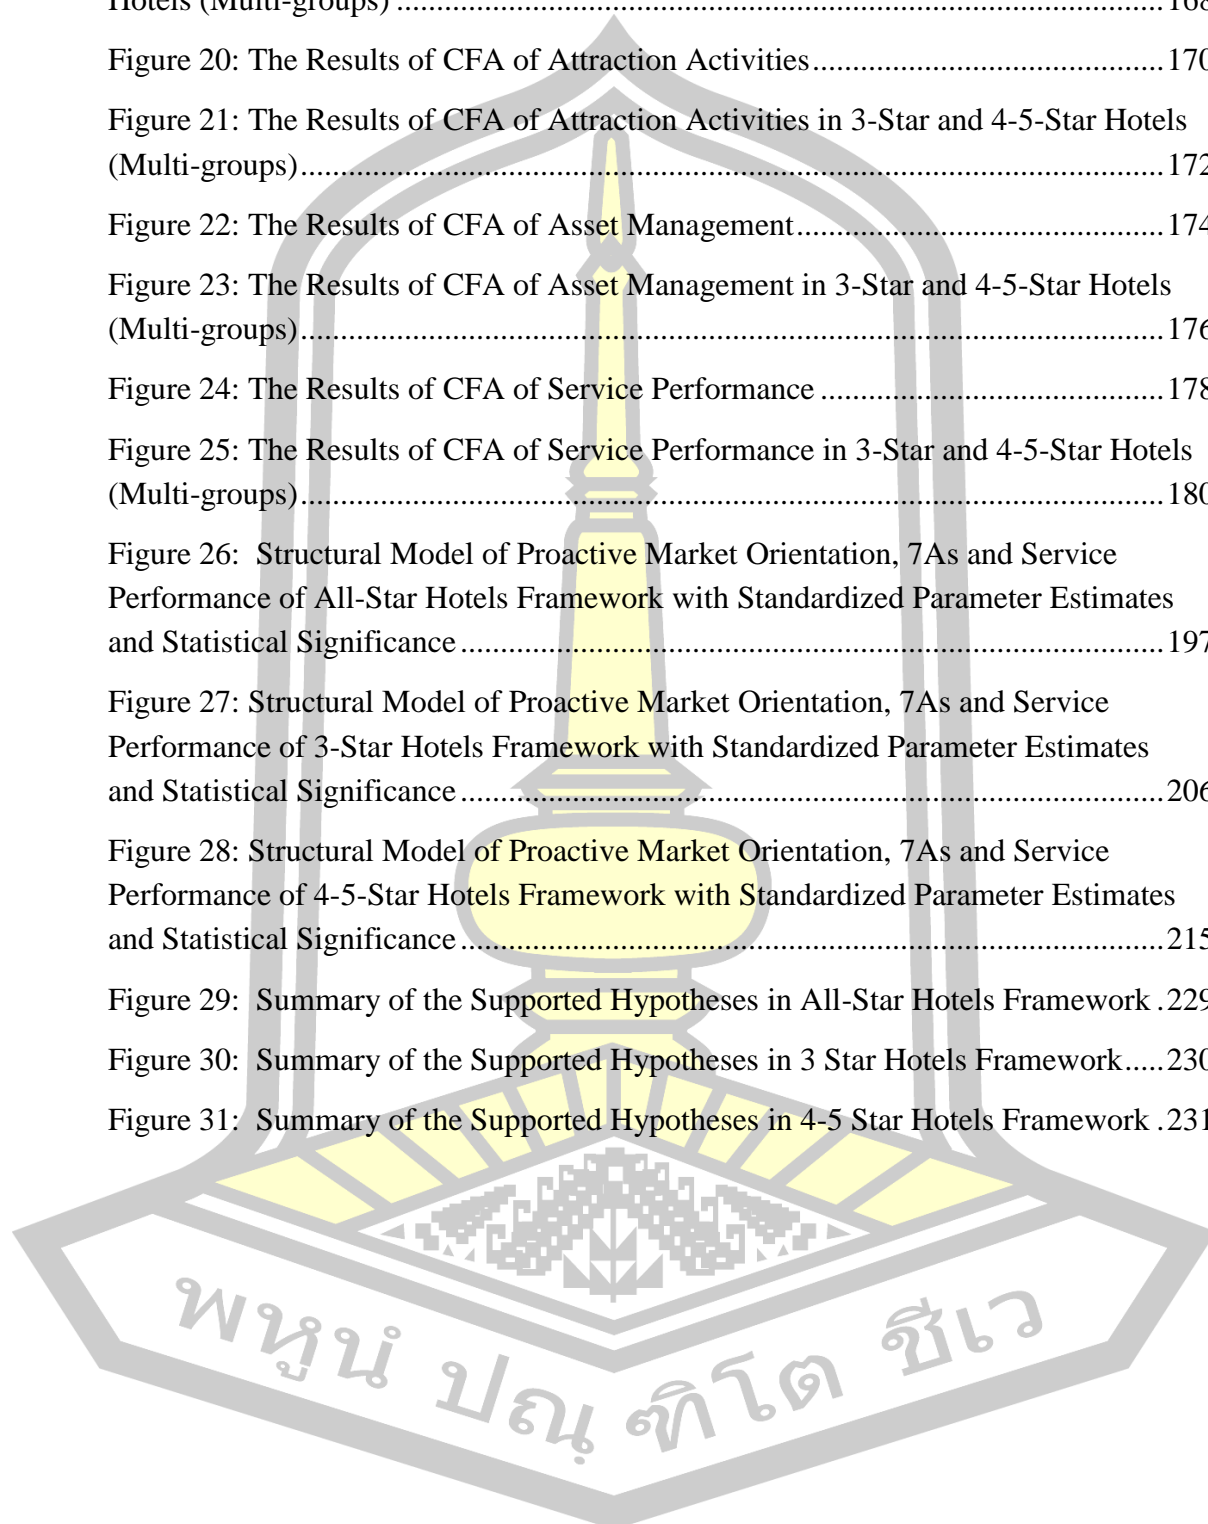 Hotels (Multi-groups) ........................................................................................ 168
Figure 20: The Results of CFA of Attraction Activities ........................................ 170
Figure 21: The Results of CFA of Attraction Activities in 3-Star and 4-5-Star Hotels
(Multi-groups) .................................................................................................... 172
Figure 22: The Results of CFA of Asset Management .......................................... 174
Figure 23: The Results of CFA of Asset Management in 3-Star and 4-5-Star Hotels
(Multi-groups) .................................................................................................... 176
Figure 24: The Results of CFA of Service Performance ....................................... 178
Figure 25: The Results of CFA of Service Performance in 3-Star and 4-5-Star Hotels
(Multi-groups) .................................................................................................... 180
Figure 26:  Structural Model of Proactive Market Orientation, 7As and Service
Performance of All-Star Hotels Framework with Standardized Parameter Estimates
and Statistical Significance ................................................................................. 197
Figure 27: Structural Model of Proactive Market Orientation, 7As and Service
Performance of 3-Star Hotels Framework with Standardized Parameter Estimates
and Statistical Significance ................................................................................. 206
Figure 28: Structural Model of Proactive Market Orientation, 7As and Service
Performance of 4-5-Star Hotels Framework with Standardized Parameter Estimates
and Statistical Significance ................................................................................. 215
Figure 29:  Summary of the Supported Hypotheses in All-Star Hotels Framework . 229
Figure 30:  Summary of the Supported Hypotheses in 3 Star Hotels Framework ..... 230
Figure 31:  Summary of the Supported Hypotheses in 4-5 Star Hotels Framework . 231
พหูนํ ปณฺฑิโต ชีเว